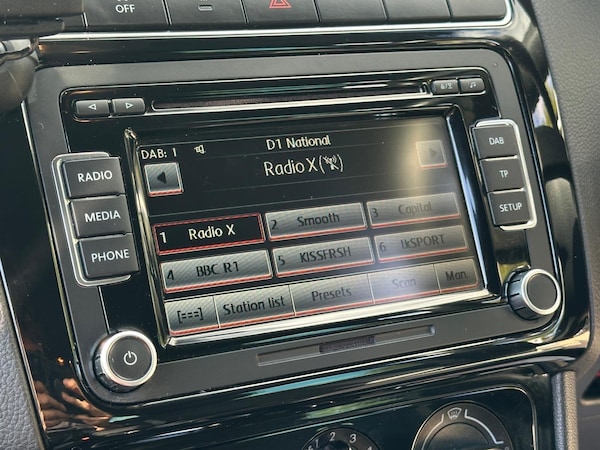 OFF
DAB: 1
D1 National
Radio X
RADIO
MEDIA
PHONE
DAB
TP
SETUP
1 Radio X
2 Smooth
3 Capital
4 BBC R1
5 KISSFRSH
6 tkSPORT
[===] Station list Presets Scan Man.